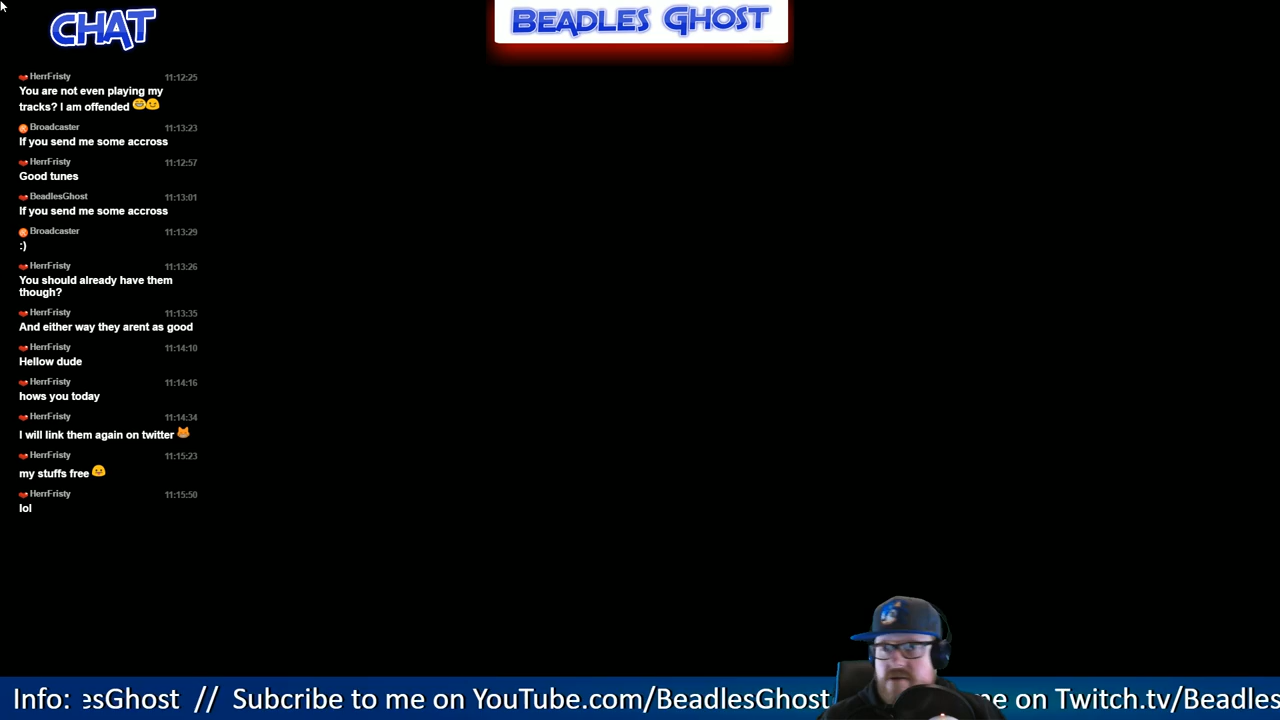 CHAT
BEADLES GHOST
HerrFristy 11:12:25
You are not even playing my
tracks? I am offended
Broadcaster 11:13:23
If you send me some accross
HerrFristy 11:12:57
Good tunes
BeadlesGhost 11:13:01
If you send me some accross
Broadcaster 11:13:29
:)
HerrFristy 11:13:26
You should already have them
though?
HerrFristy 11:13:35
And either way they arent as good
HerrFristy 11:14:10
Hellow dude
HerrFristy 11:14:16
hows you today
HerrFristy 11:14:34
I will link them again on twitter
HerrFristy 11:15:23
my stuffs free
HerrFristy 11:15:50
lol
Info: esGhost // Subcribe to me on YouTube.com/BeadlesGhost me on Twitch.tv/Beadles